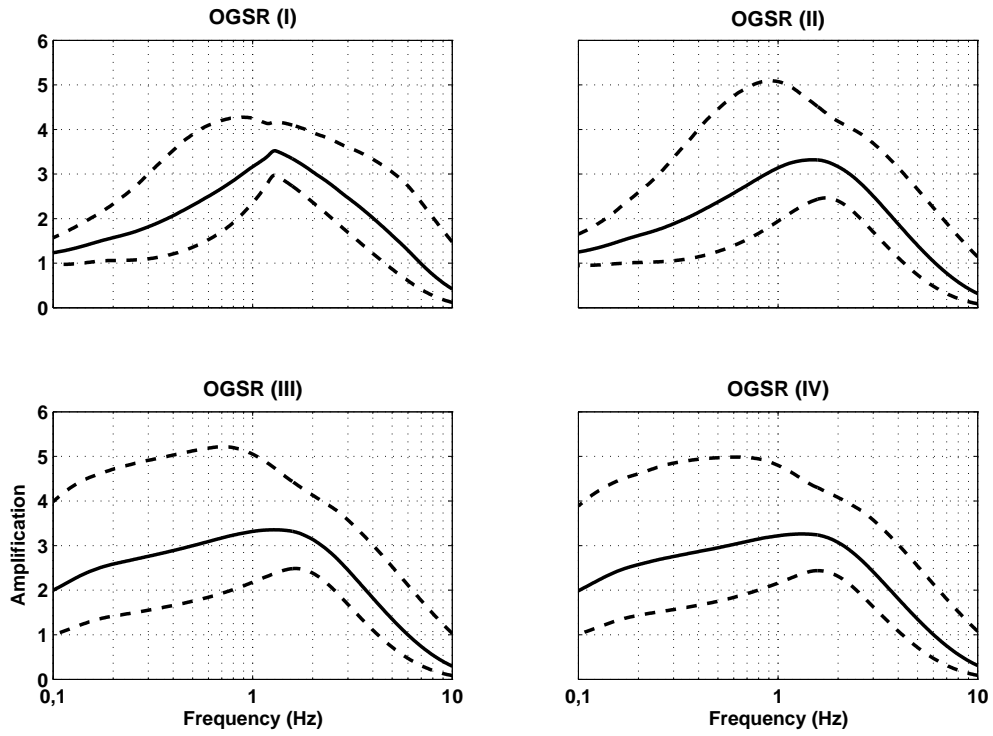 OGSR (I)
OGSR (II)
6
5
4
3
2
1
0
OGSR (III)
OGSR (IV)
6
5
4
3
2
1
0
Amplification
0,1
1
10
0,1
1
10
Frequency (Hz)
Frequency (Hz)